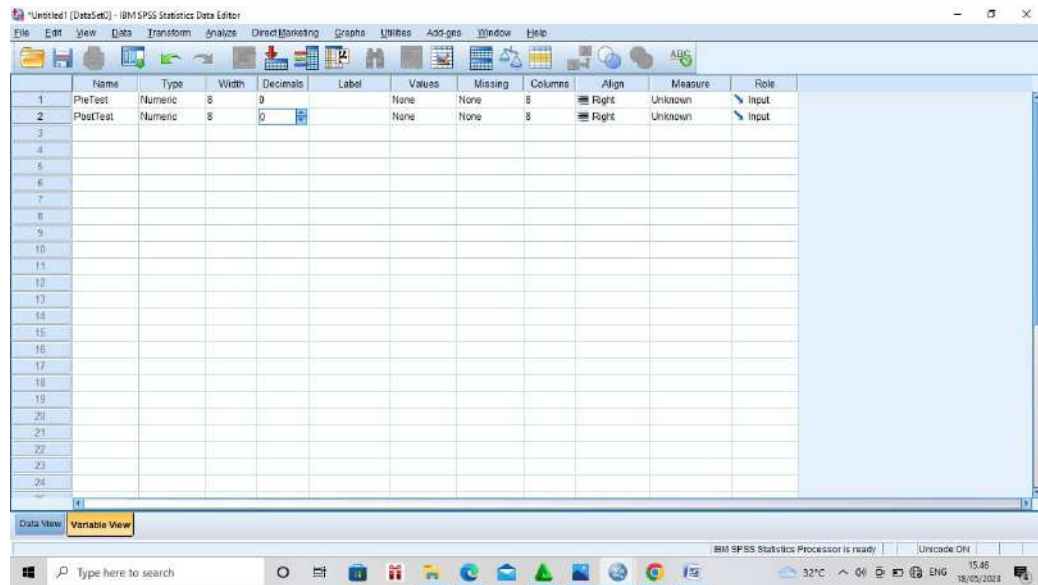 *Untitled1 [DataSet0] - IBM SPSS Statistics Data Editor
File Edit View Data Transform Analyze Direct Marketing Graphs Utilities Add-ons Window Help
Name Type Width Decimals Label Values Missing Columns Align Measure Role
1 PreTest Numeric 8 0 None None 8 Right Unknown Input
2 PostTest Numeric 8 0 None None 8 Right Unknown Input
3
4
5
6
7
8
9
10
11
12
13
14
15
16
17
18
19
20
21
22
23
24
Data View Variable View
IBM SPSS Statistics Processor is ready Unicode:ON
Type here to search
32°C ENG 15.46
18/05/2023